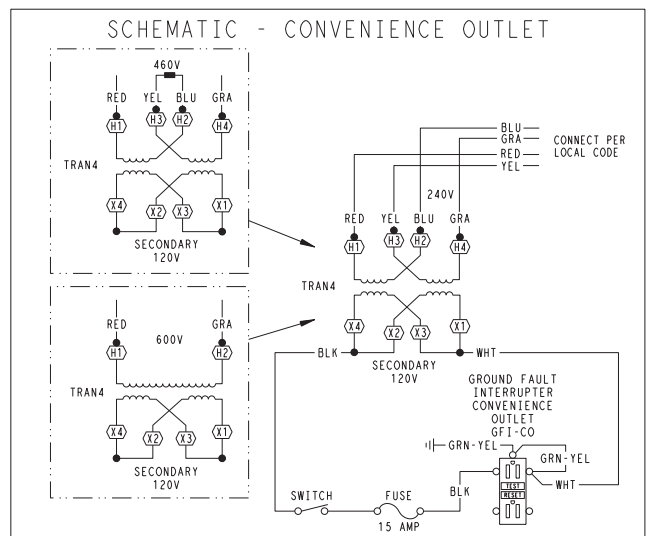 SCHEMATIC - CONVENIENCE OUTLET
460V
RED YEL BLU GRA
H1 H3 H2 H4
TRAN4
X4 X2 X3 X1
SECONDARY
120V
RED GRA
600V
H1 H2
TRAN4
X4 X2 X3 X1
SECONDARY
120V
BLU
GRA
RED
YEL
CONNECT PER
LOCAL CODE
240V
RED YEL BLU GRA
H1 H3 H2 H4
TRAN4
X4 X2 X3 X1
BLK
WHT
SECONDARY
120V
GROUND FAULT
INTERRUPTER
CONVENIENCE
OUTLET
GFI-CO
GRN-YEL
GRN-YEL
WHT
BLK
TEST
RESET
SWITCH
FUSE
15 AMP